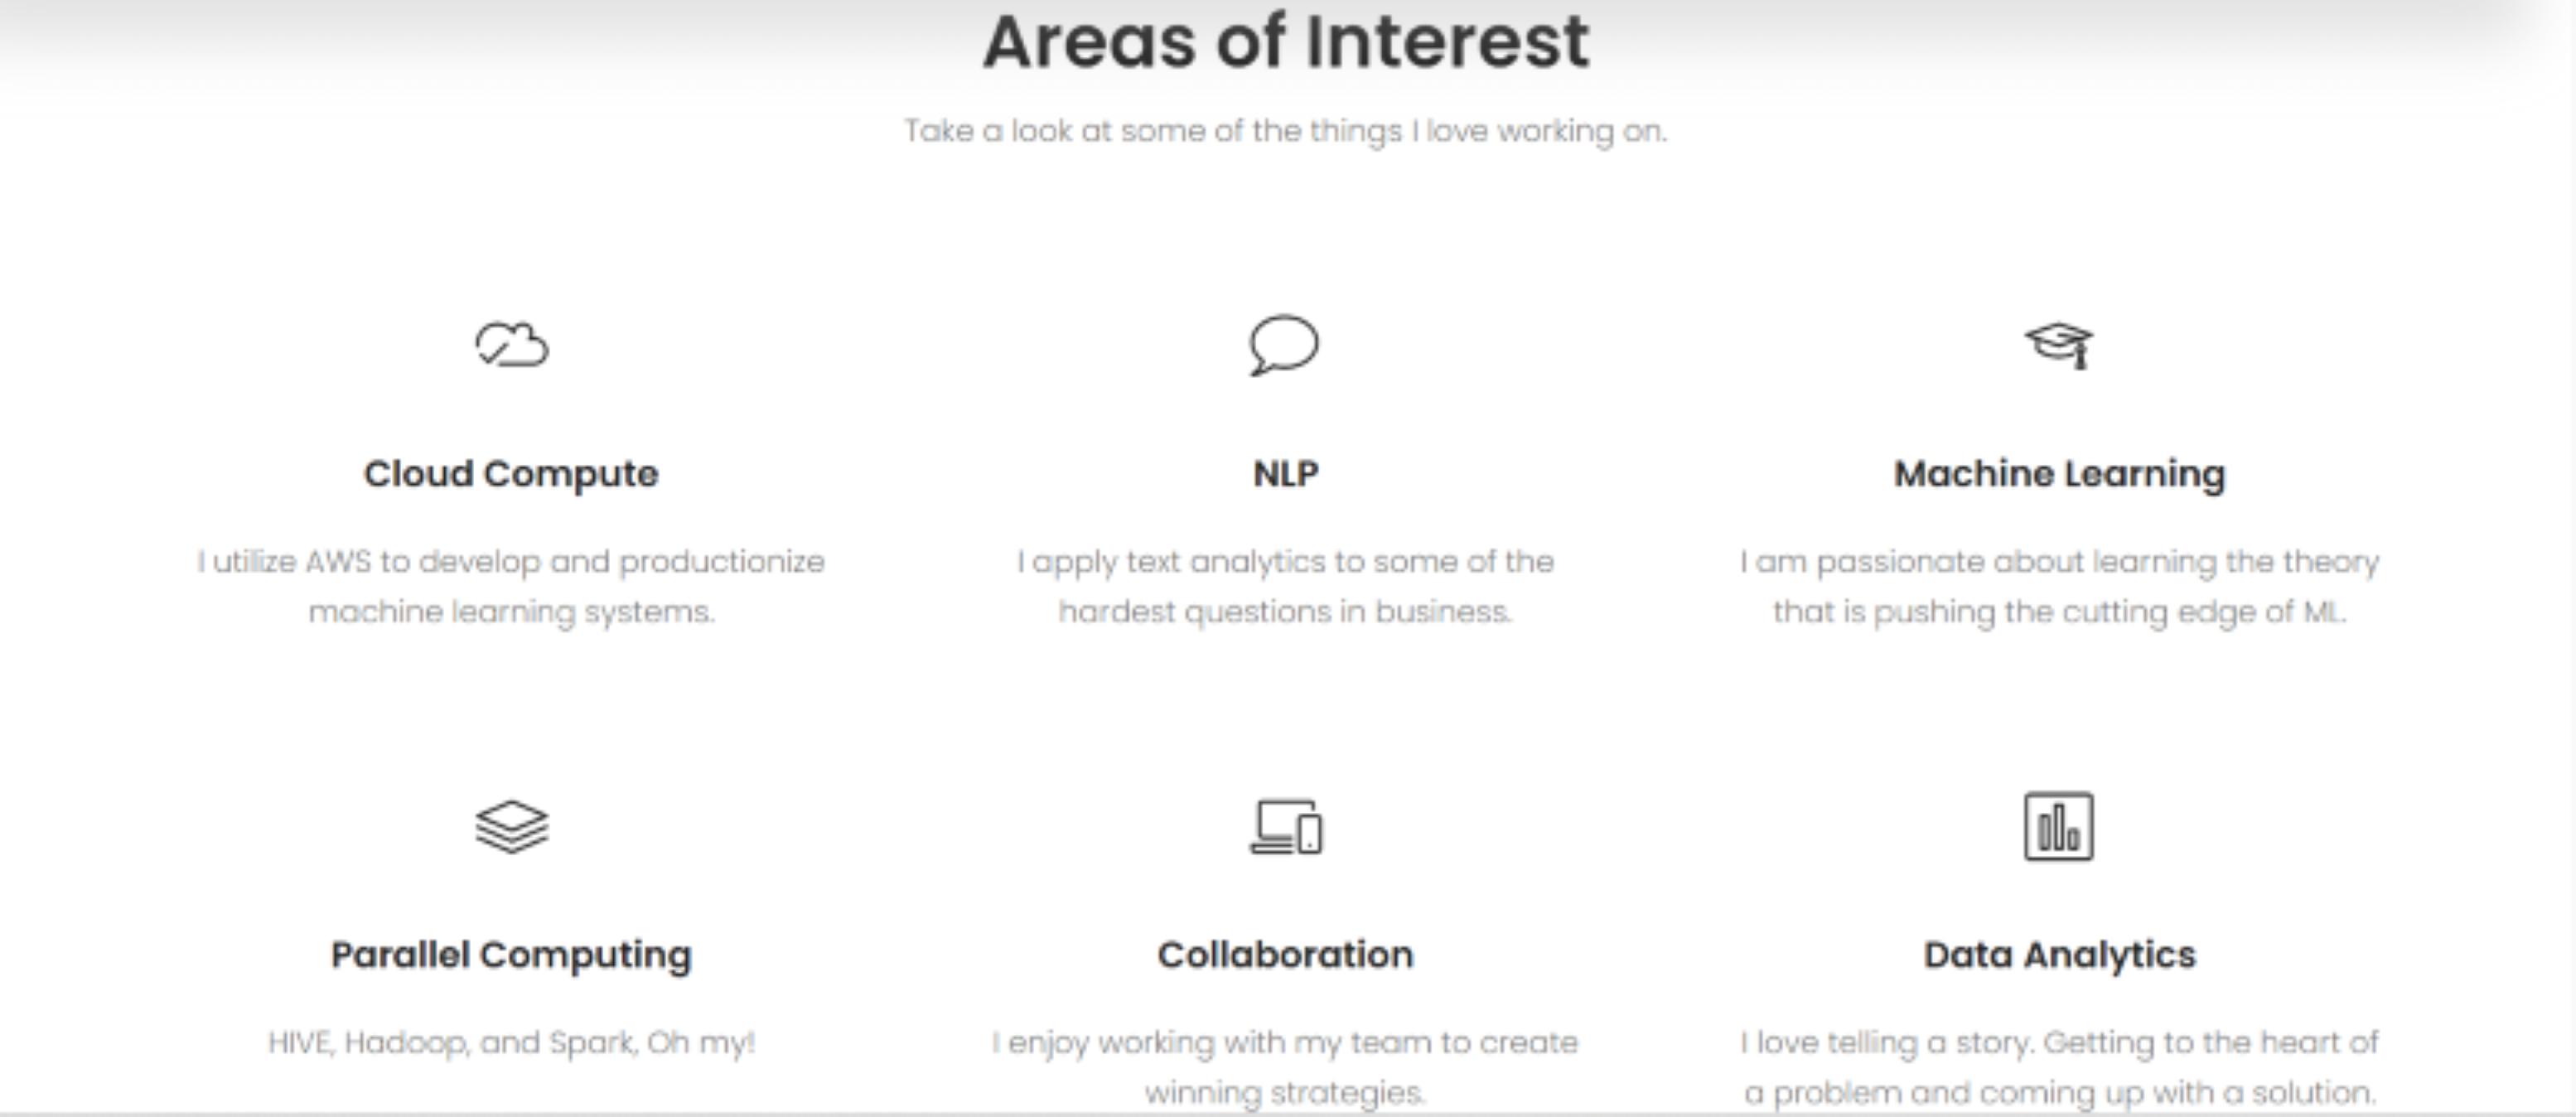 Areas of Interest
Take a look at some of the things I love working on.
Cloud Compute
I utilize AWS to develop and productionize
machine learning systems.
NLP
I apply text analytics to some of the
hardest questions in business.
Machine Learning
I am passionate about learning the theory
that is pushing the cutting edge of ML.
Parallel Computing
HIVE, Hadoop, and Spark, Oh my!
Collaboration
I enjoy working with my team to create
winning strategies.
Data Analytics
I love telling a story. Getting to the heart of
a problem and coming up with a solution.